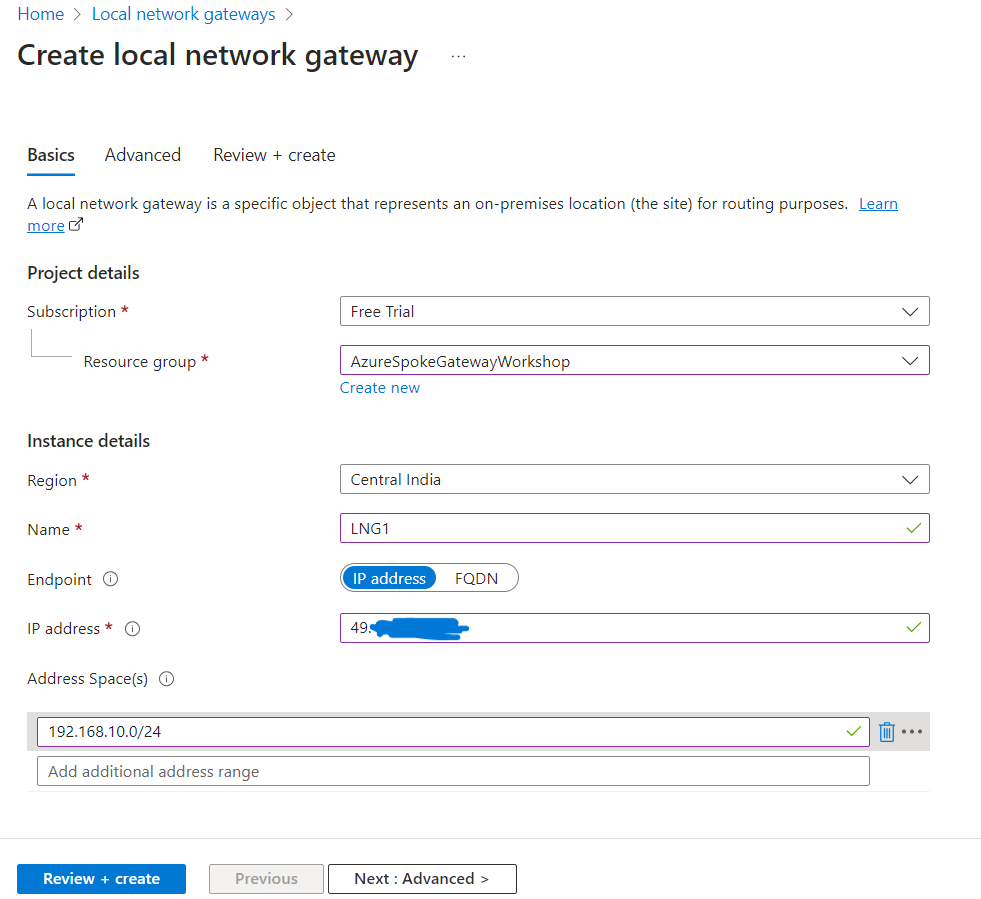 Home > Local network gateways >
Create local network gateway ...
Basics Advanced Review + create
A local network gateway is a specific object that represents an on-premises location (the site) for routing purposes. Learn
more
Project details
Subscription * Free Trial
Resource group * AzureSpokeGatewayWorkshop
Create new
Instance details
Region * Central India
Name * LNG1
Endpoint IP address FQDN
IP address * 49.
Address Space(s)
192.168.10.0/24
Add additional address range
Review + create Previous Next : Advanced >